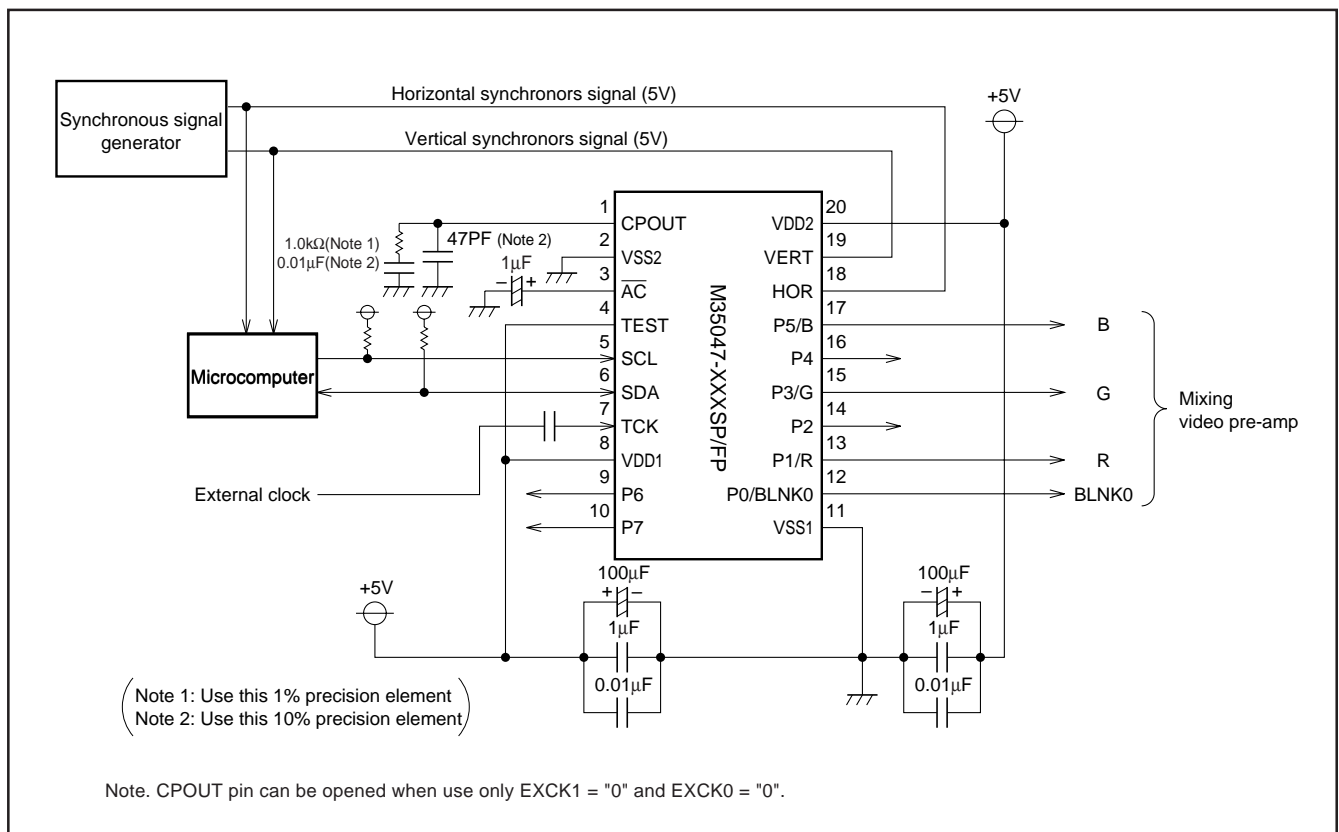 Horizontal synchronors signal (5V)
+5V
Synchronous signal
generator
Vertical synchronors signal (5V)
1
CPOUT
VDD2
20
2
VSS2
VERT
19
3
AC
HOR
18
4
TEST
P5/B
17
B
5
SCL
P4
16
6
SDA
P3/G
15
G
7
TCK
P2
14
8
VDD1
P1/R
13
R
9
P6
P0/BLNK0
12
BLNK0
10
P7
VSS1
11
M35047-XXXSP/FP
1.0kΩ(Note 1)
0.01μF(Note 2)
47PF (Note 2)
1μF
– +
Microcomputer
External clock
Mixing
video pre-amp
+5V
100μF
+ –
1μF
0.01μF
100μF
– +
1μF
0.01μF
Note 1: Use this 1% precision element
Note 2: Use this 10% precision element
Note. CPOUT pin can be opened when use only EXCK1 = "0" and EXCK0 = "0".